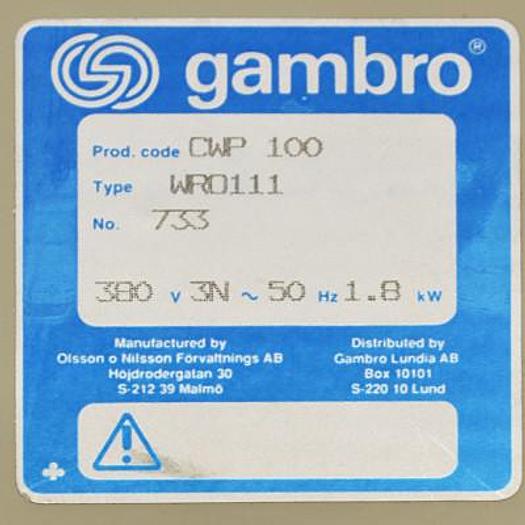 gambro®
Prod. code CWP 100
Type WRO111
No. 733
380 V 3N ~ 50 Hz 1.8 kW
Manufactured by
Olsson o Nilsson Förvaltnings AB
Höjdrodergatan 30
S-212 39 Malmö
Distributed by
Gambro Lundia AB
Box 10101
S-220 10 Lund